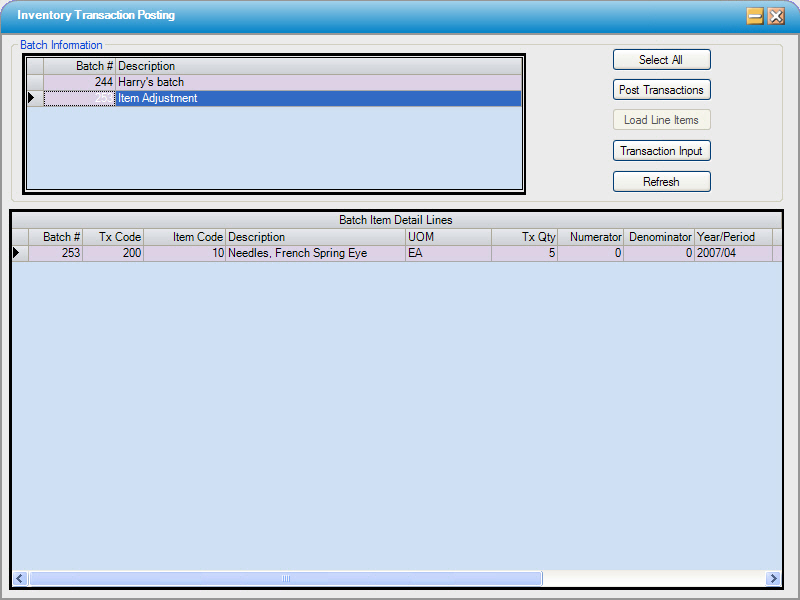 Inventory Transaction Posting
Batch Information
Batch # Description
244 Harry's batch
253 Item Adjustment
Select All
Post Transactions
Load Line Items
Transaction Input
Refresh
Batch Item Detail Lines
Batch # Tx Code Item Code Description UOM Tx Qty Numerator Denominator Year/Period
253 200 10 Needles, French Spring Eye EA 5 0 0 2007/04